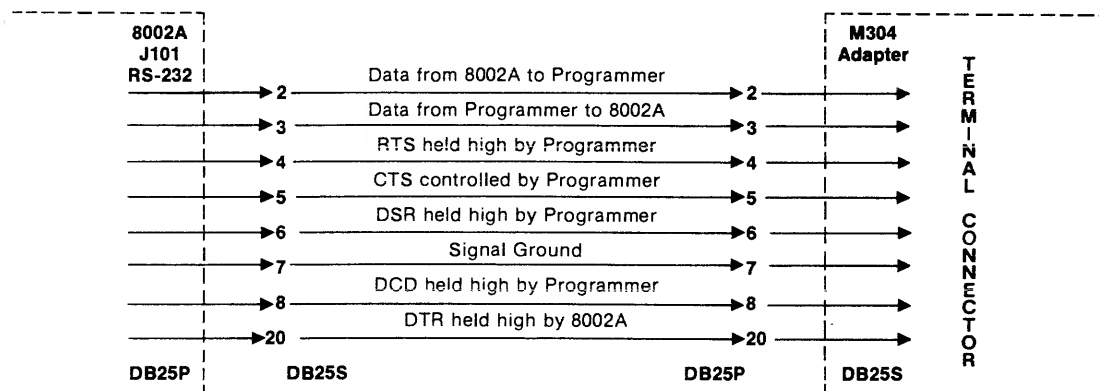 8002A
J101
RS-232
M304
Adapter
TERMINAL CONNECTOR
2 Data from 8002A to Programmer 2
3 Data from Programmer to 8002A 3
4 RTS held high by Programmer 4
5 CTS controlled by Programmer 5
6 DSR held high by Programmer 6
7 Signal Ground 7
8 DCD held high by Programmer 8
20 DTR held high by 8002A 20
DB25P DB25S DB25P DB25S